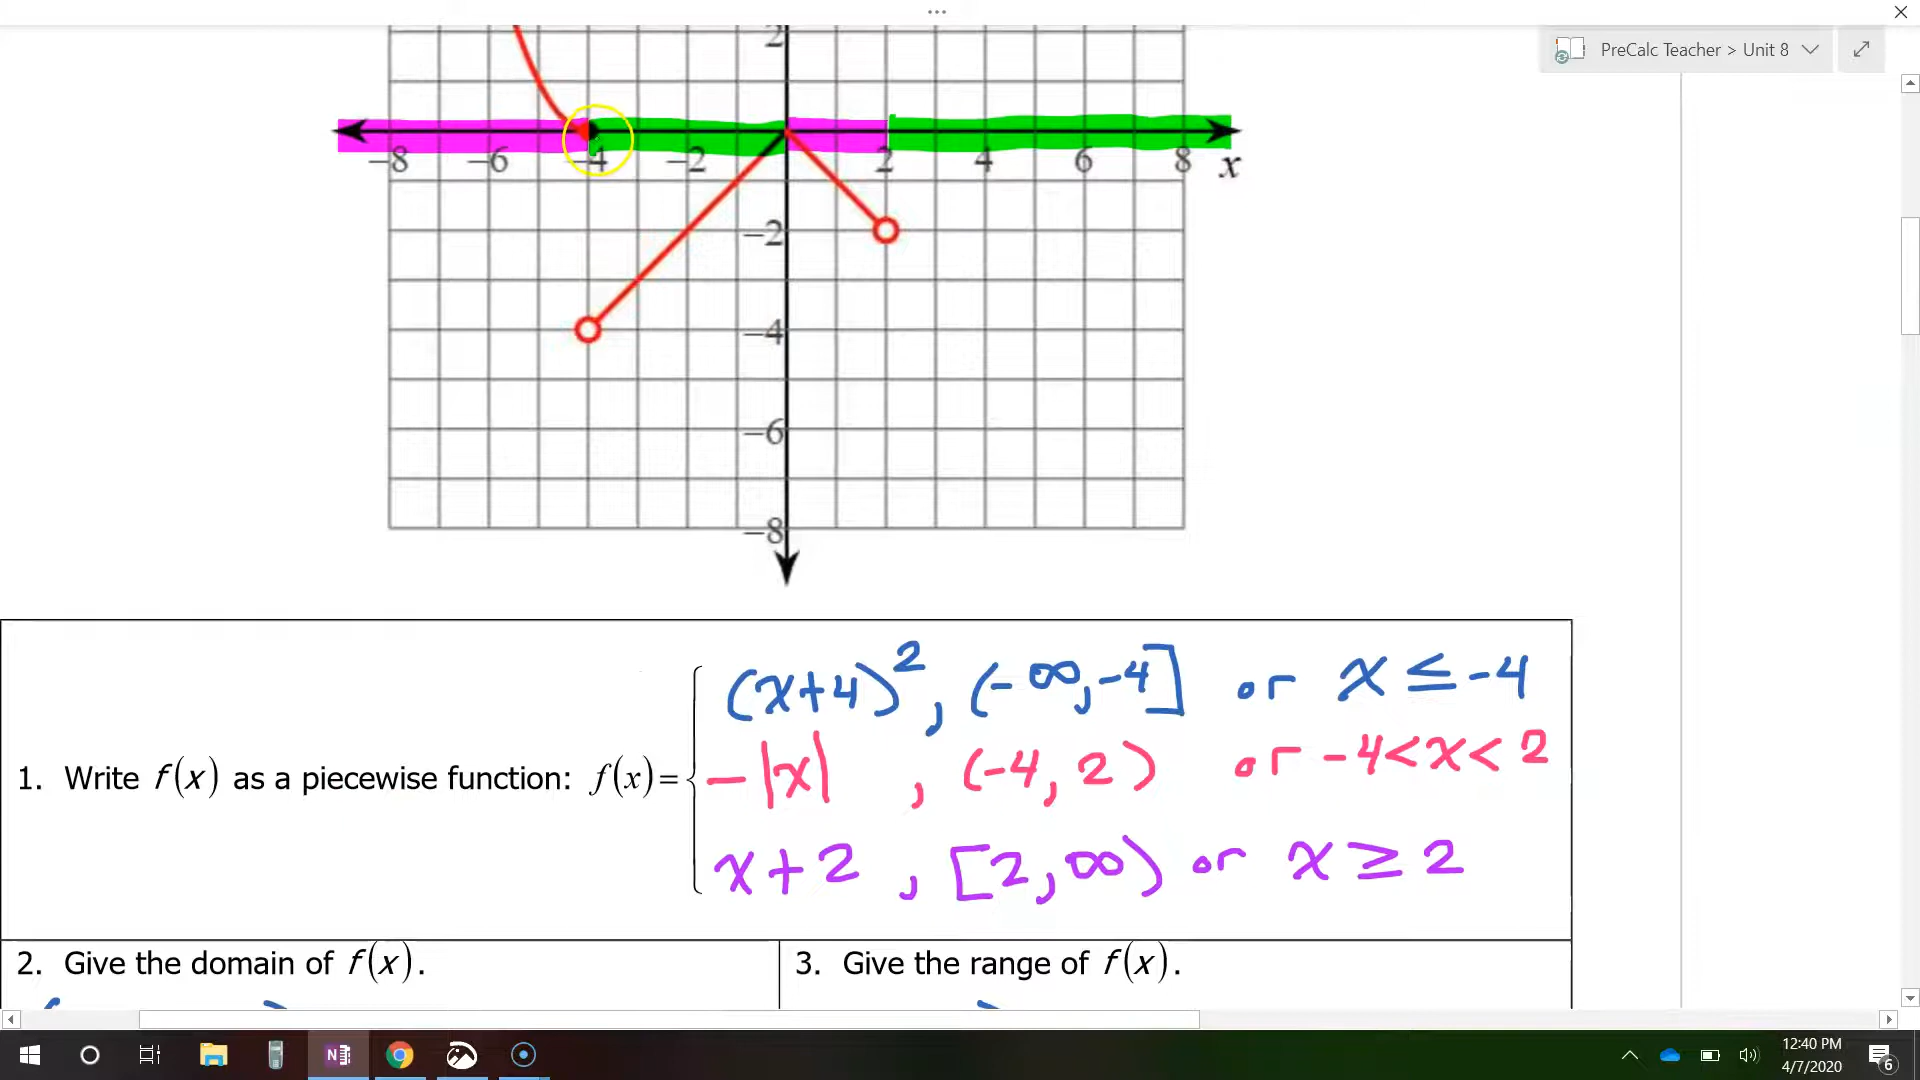 PreCalc Teacher > Unit 8
2
-8 -6 -4 -2 2 4 6 8 x
-2
-4
-6
-8
(x+4)², (-∞,-4] or x ≤ -4
1. Write f(x) as a piecewise function: f(x)= -|x| , (-4, 2) or -4<x<2
x+2 , [2,∞) or x ≥ 2
2. Give the domain of f(x).
3. Give the range of f(x).
12:40 PM
4/7/2020
6